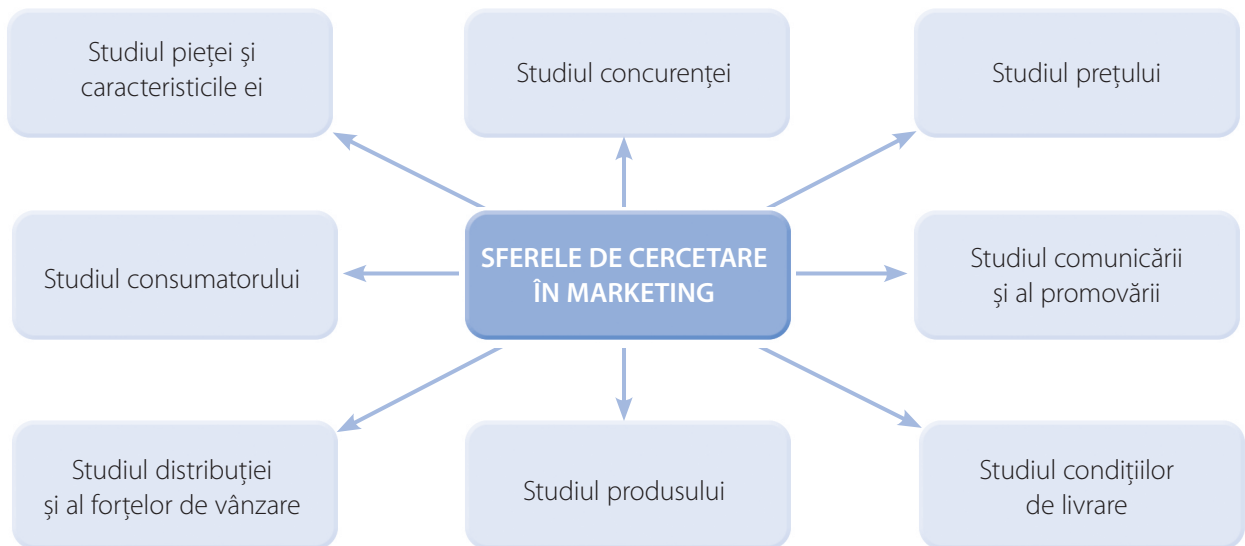 Studiul pieței și
caracteristicile ei
Studiul concurenței
Studiul prețului
Studiul consumatorului
SFERELE DE CERCETARE
ÎN MARKETING
Studiul comunicării
și al promovării
Studiul distribuției
și al forțelor de vânzare
Studiul produsului
Studiul condițiilor
de livrare